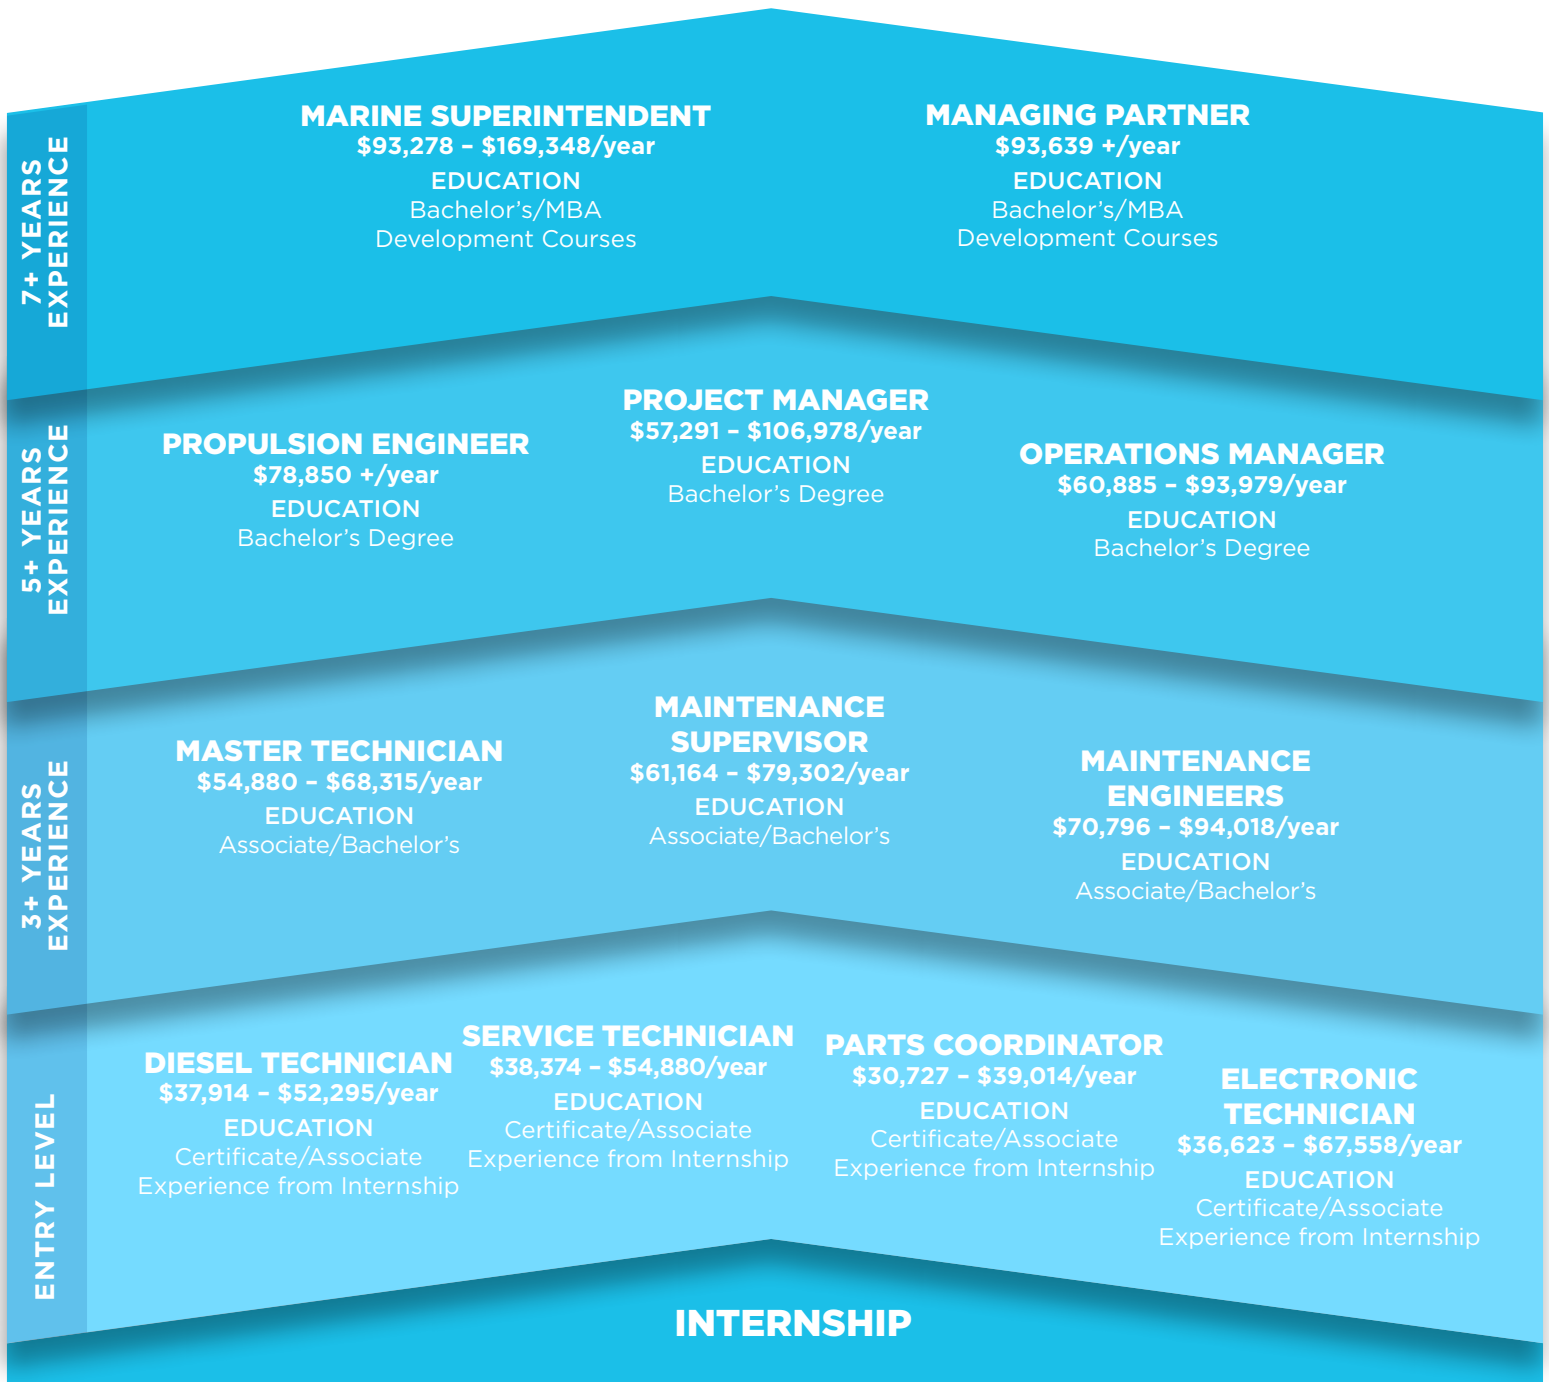 7+ YEARS
EXPERIENCE
MARINE SUPERINTENDENT
$93,278 – $169,348/year
EDUCATION
Bachelor’s/MBA
Development Courses
MANAGING PARTNER
$93,639 +/year
EDUCATION
Bachelor’s/MBA
Development Courses
5+ YEARS
EXPERIENCE
PROPULSION ENGINEER
$78,850 +/year
EDUCATION
Bachelor’s Degree
PROJECT MANAGER
$57,291 – $106,978/year
EDUCATION
Bachelor’s Degree
OPERATIONS MANAGER
$60,885 – $93,979/year
EDUCATION
Bachelor’s Degree
3+ YEARS
EXPERIENCE
MASTER TECHNICIAN
$54,880 – $68,315/year
EDUCATION
Associate/Bachelor’s
MAINTENANCE
SUPERVISOR
$61,164 – $79,302/year
EDUCATION
Associate/Bachelor’s
MAINTENANCE
ENGINEERS
$70,796 – $94,018/year
EDUCATION
Associate/Bachelor’s
ENTRY LEVEL
DIESEL TECHNICIAN
$37,914 – $52,295/year
EDUCATION
Certificate/Associate
Experience from Internship
SERVICE TECHNICIAN
$38,374 – $54,880/year
EDUCATION
Certificate/Associate
Experience from Internship
PARTS COORDINATOR
$30,727 – $39,014/year
EDUCATION
Certificate/Associate
Experience from Internship
ELECTRONIC
TECHNICIAN
$36,623 – $67,558/year
EDUCATION
Certificate/Associate
Experience from Internship
INTERNSHIP